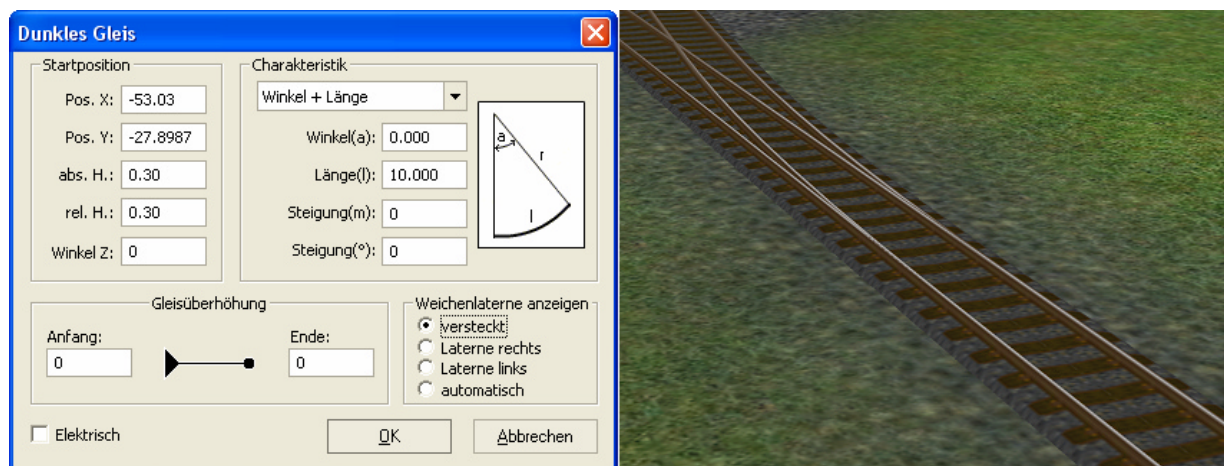 Dunkles Gleis
Startposition
Pos. X: -53.03
Pos. Y: -27.8987
abs. H.: 0.30
rel. H.: 0.30
Winkel Z: 0
Charakteristik
Winkel + Länge
Winkel(a): 0.000
Länge(l): 10.000
Steigung(m): 0
Steigung(°): 0
a
r
l
Gleisüberhöhung
Anfang:
0
Ende:
0
Weichenlaterne anzeigen
versteckt
Laterne rechts
Laterne links
automatisch
Elektrisch
OK
Abbrechen